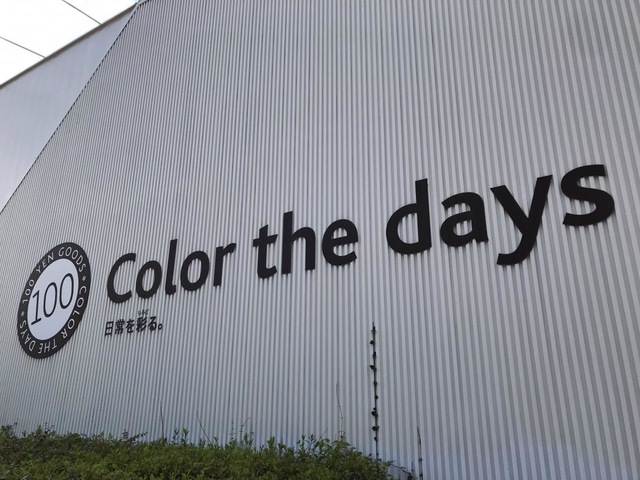 100 YEN GOODS • COLOR THE DAYS •
100
Color the days
日常を彩る。